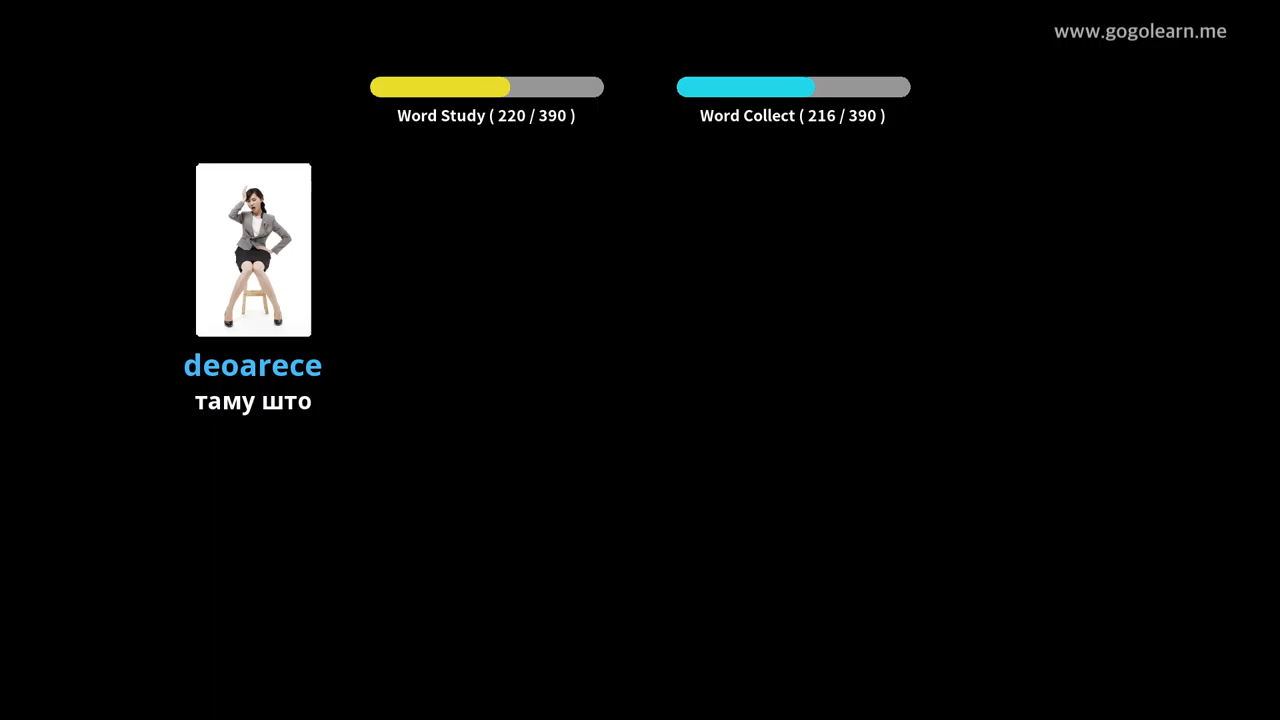 www.gogolearn.me
Word Study ( 220 / 390 )
Word Collect ( 216 / 390 )
deoarece
таму што